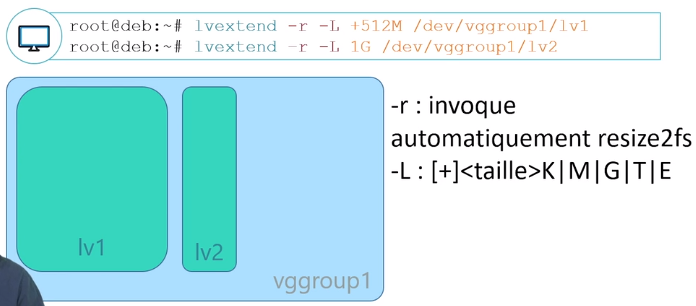 root@deb:~# lvextend -r -L +512M /dev/vggroup1/lv1
root@deb:~# lvextend -r -L 1G /dev/vggroup1/lv2
-r : invoque
automatiquement resize2fs
-L : [+]<taille>K|M|G|T|E
lv1
lv2
vggroup1